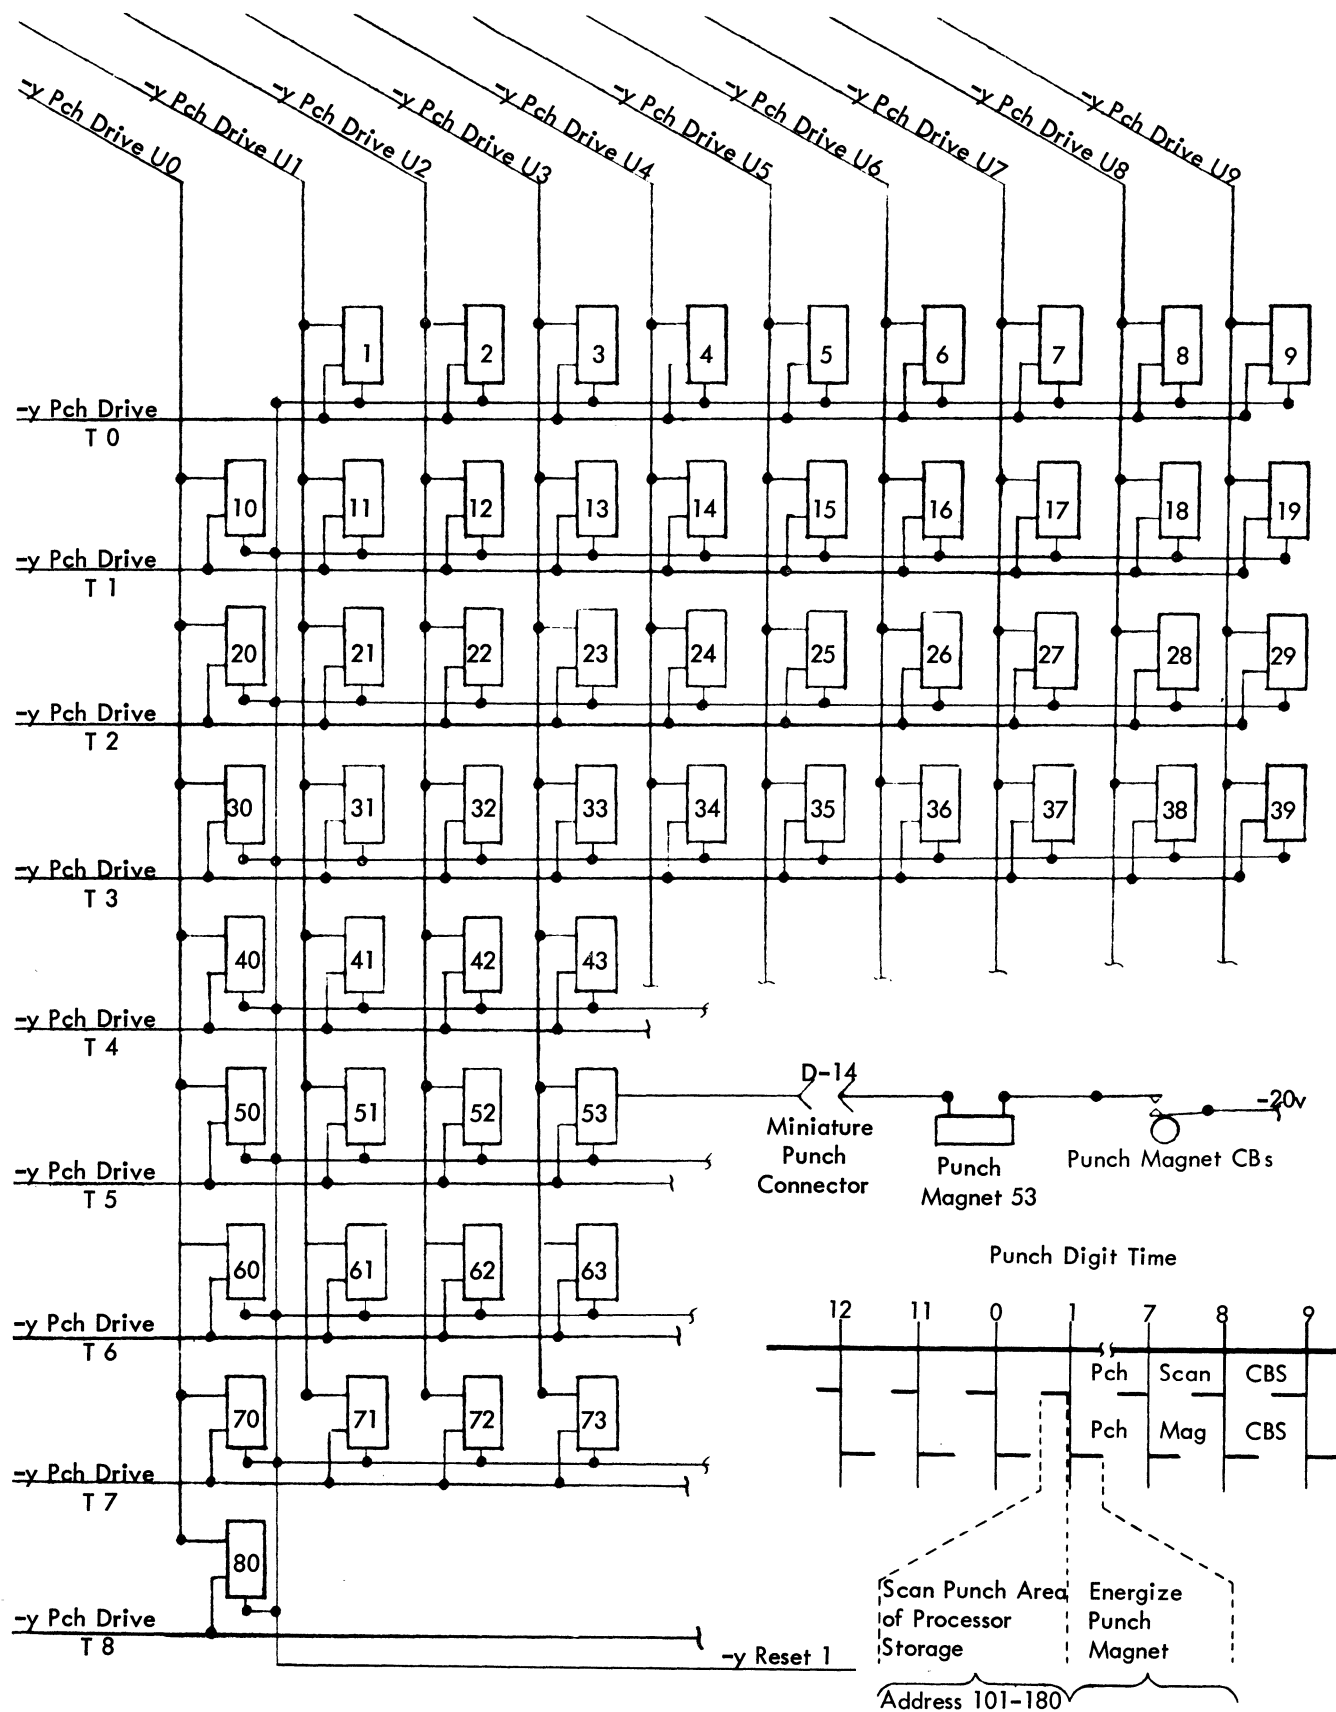 -y Pch Drive U0
-y Pch Drive U1
-y Pch Drive U2
-y Pch Drive U3
-y Pch Drive U4
-y Pch Drive U5
-y Pch Drive U6
-y Pch Drive U7
-y Pch Drive U8
-y Pch Drive U9
1 2 3 4 5 6 7 8 9
-y Pch Drive
T 0
10 11 12 13 14 15 16 17 18 19
-y Pch Drive
T 1
20 21 22 23 24 25 26 27 28 29
-y Pch Drive
T 2
30 31 32 33 34 35 36 37 38 39
-y Pch Drive
T 3
40 41 42 43
-y Pch Drive
T 4
50 51 52 53
D-14
-20v
Miniature
Punch
Connector
Punch
Magnet 53
Punch Magnet CBs
-y Pch Drive
T 5
60 61 62 63
-y Pch Drive
T 6
Punch Digit Time
12 11 0 1 7 8 9
Pch Scan CBS
Pch Mag CBS
70 71 72 73
-y Pch Drive
T 7
80
-y Pch Drive
T 8
-y Reset 1
Scan Punch Area
of Processor
Storage
Energize
Punch
Magnet
Address 101-180